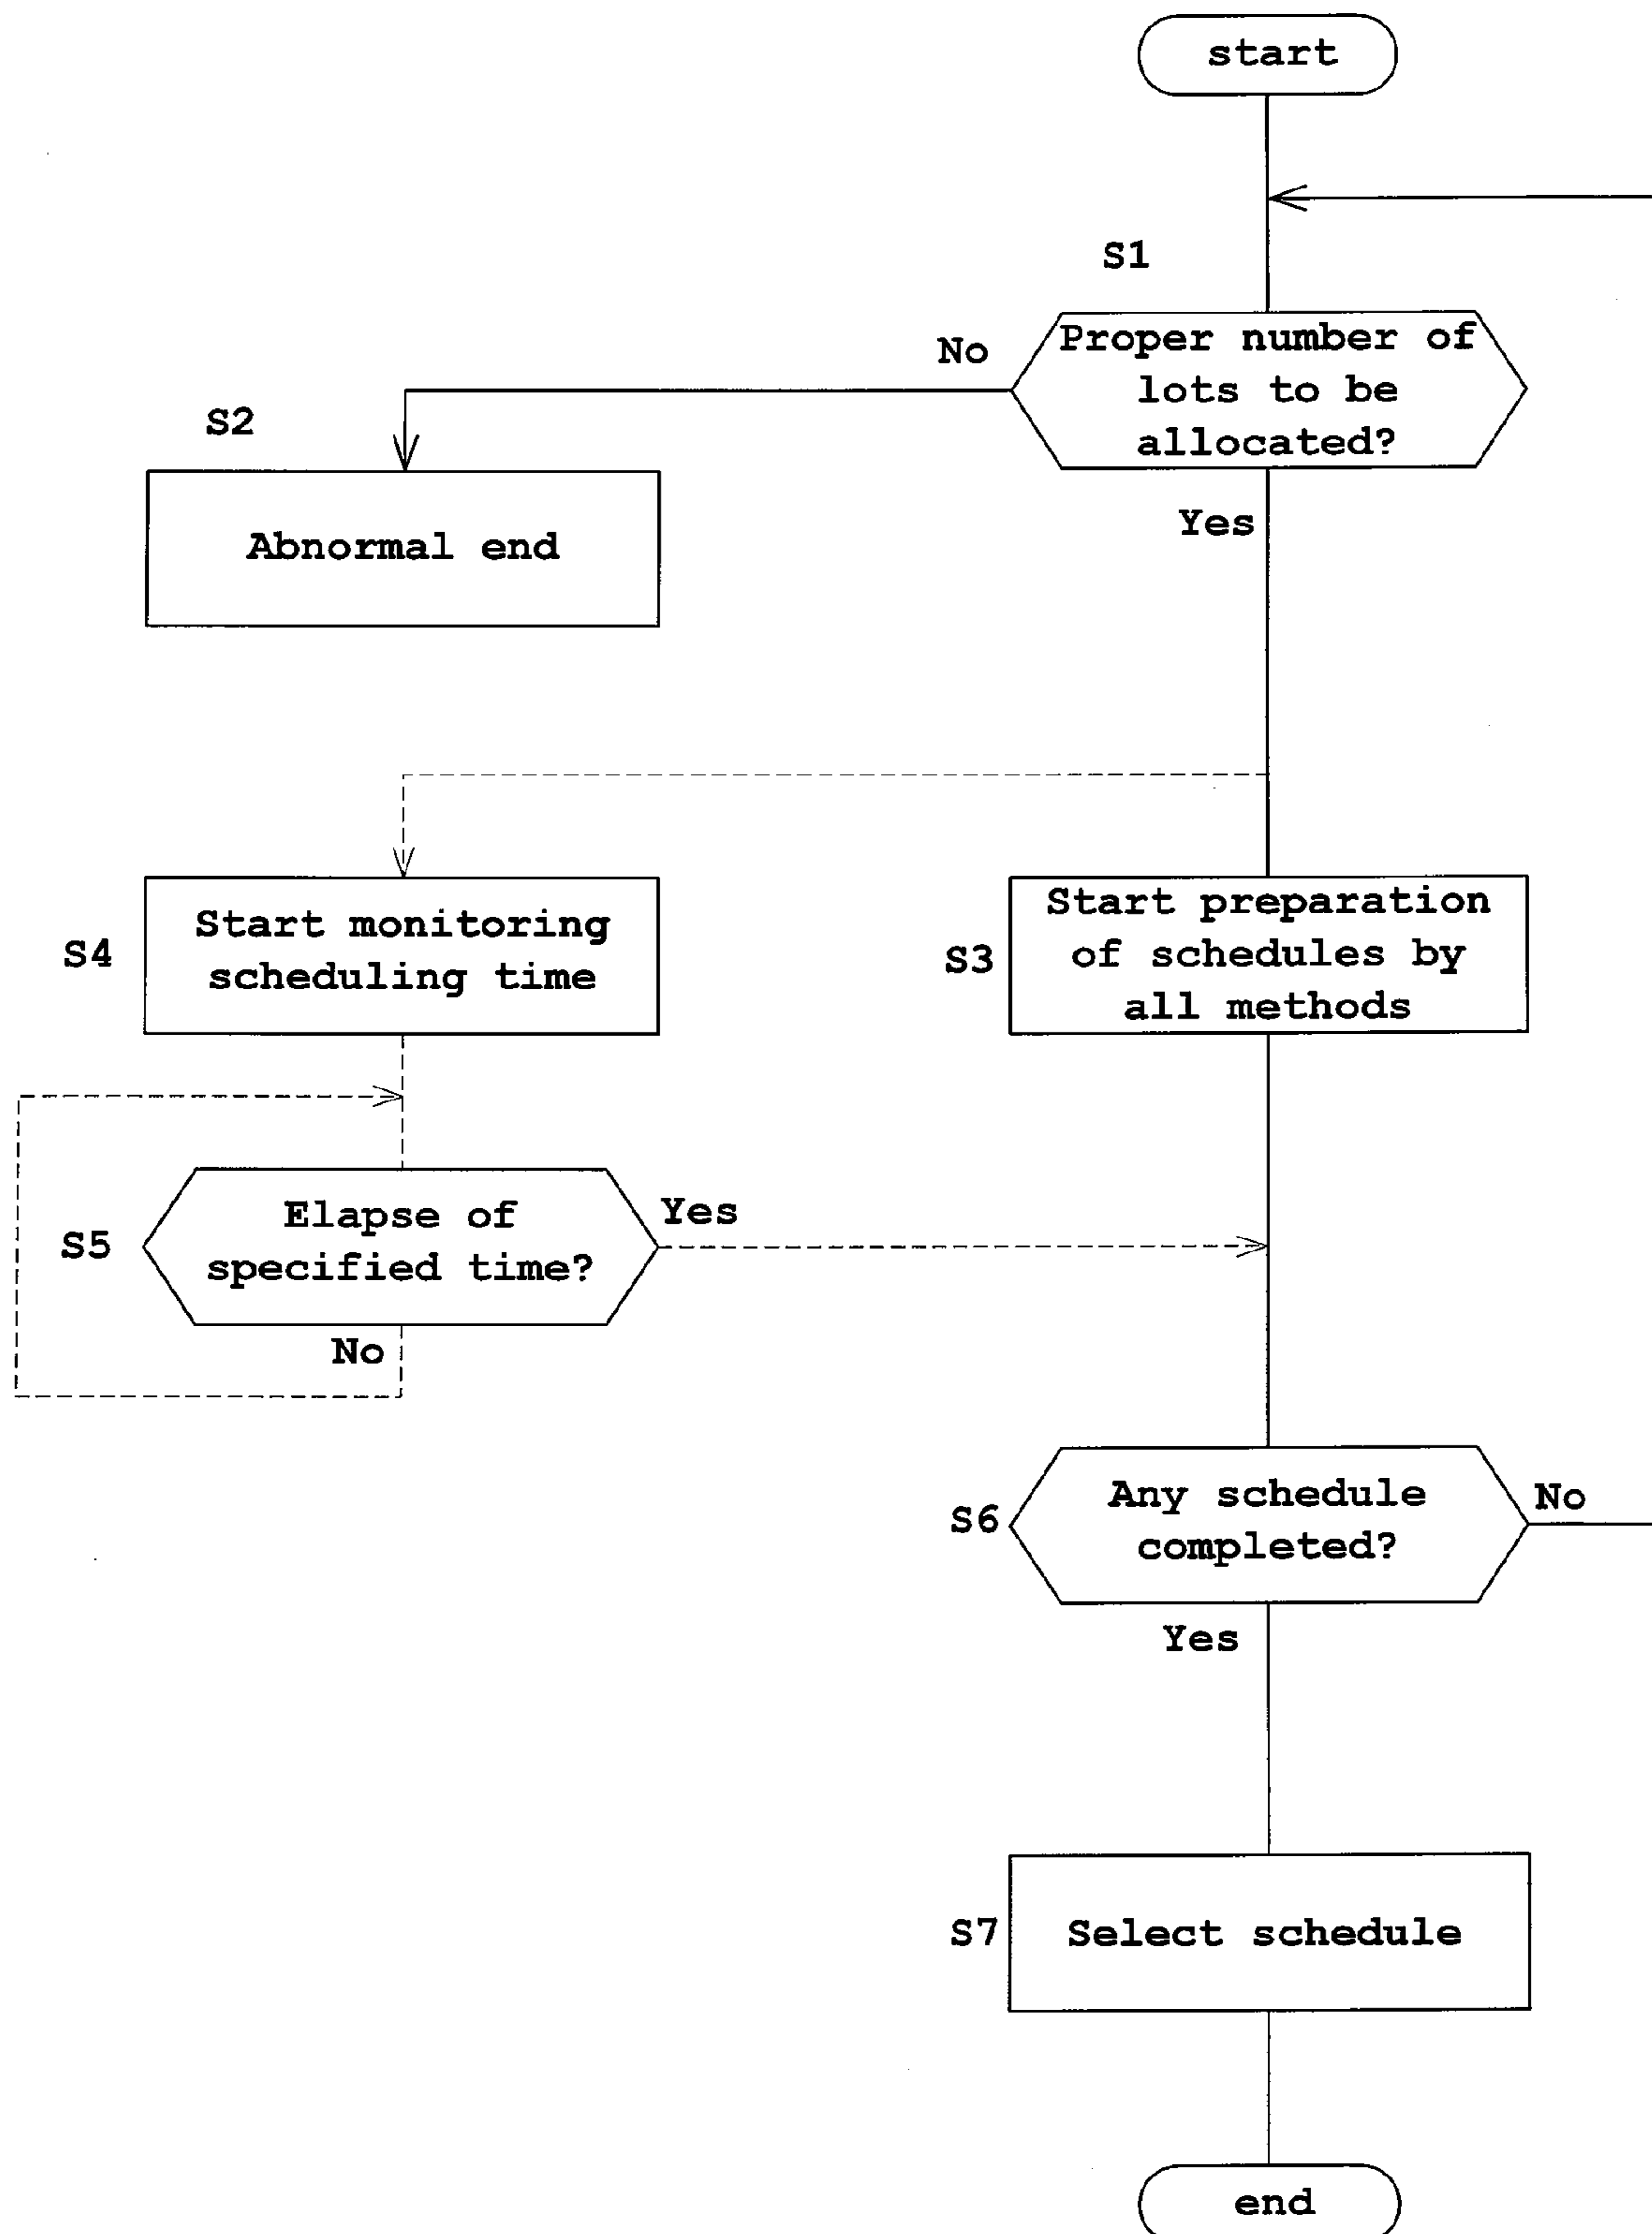 start
S1
Proper number of
lots to be
allocated?
No
S2
Abnormal end
Yes
Start monitoring
scheduling time
S4
Start preparation
of schedules by
all methods
S3
Elapse of
specified time?
S5
Yes
No
Any schedule
completed?
S6
No
Yes
S7
Select schedule
end